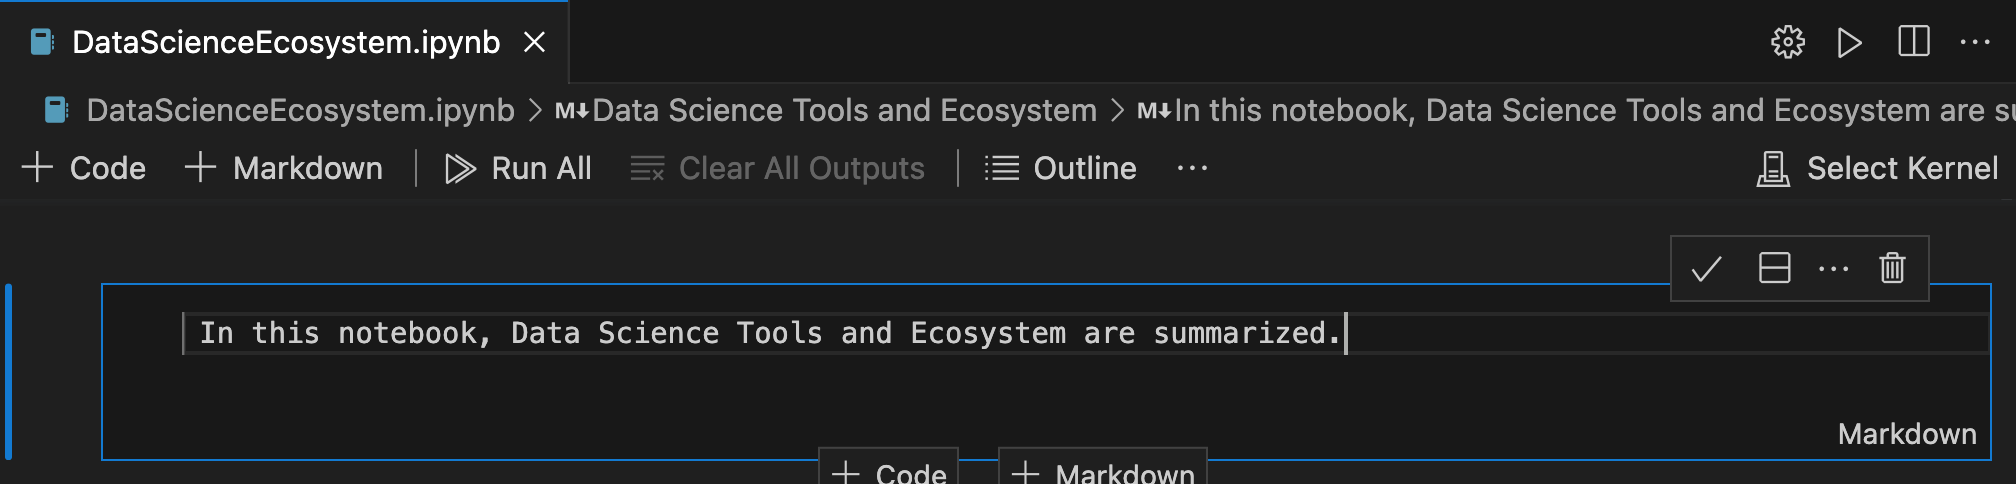 DataScienceEcosystem.ipynb
DataScienceEcosystem.ipynb > M↓Data Science Tools and Ecosystem > M↓In this notebook, Data Science Tools and Ecosystem are su
Code Markdown Run All Clear All Outputs Outline ... Select Kernel
In this notebook, Data Science Tools and Ecosystem are summarized.
Markdown
Code Markdown